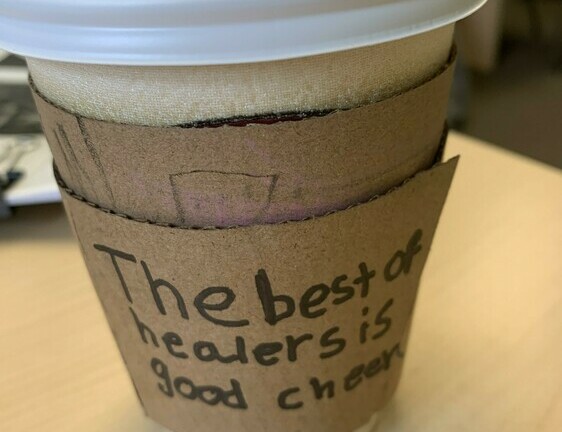 The best of
healers is
good cheer